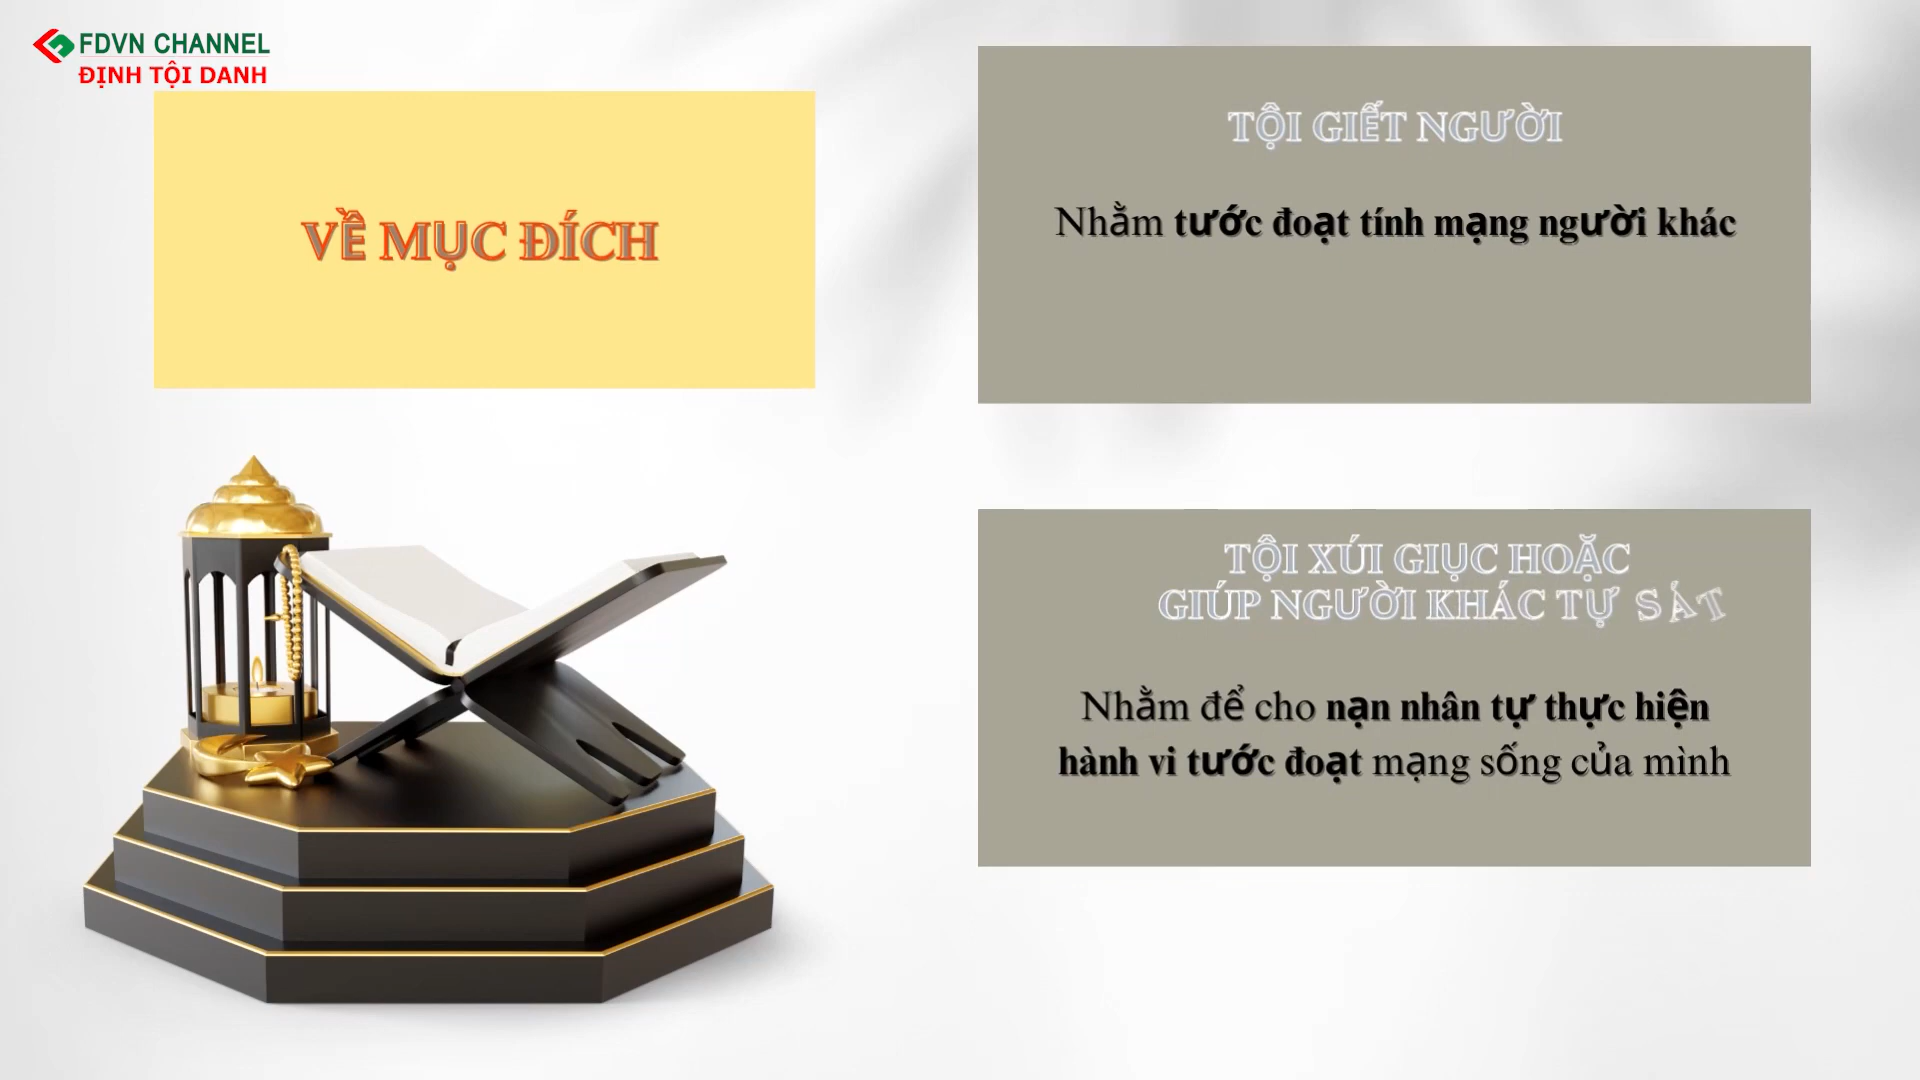 FDVN CHANNEL
ĐỊNH TỘI DANH
VỀ MỤC ĐÍCH
TỘI GIẾT NGƯỜI
Nhằm tước đoạt tính mạng người khác
TỘI XÚI GIỤC HOẶC
GIÚP NGƯỜI KHÁC TỰ SÁT
Nhằm để cho nạn nhân tự thực hiện
hành vi tước đoạt mạng sống của mình